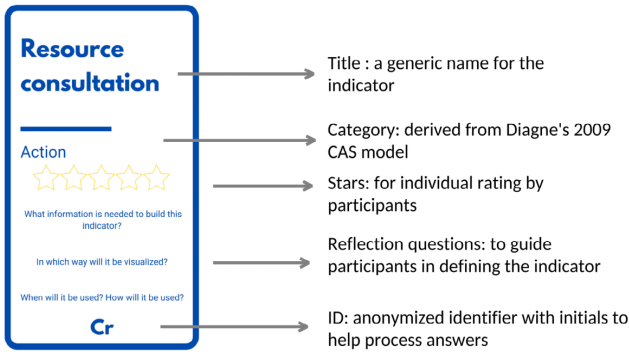 Resource
consultation
Action
What information is needed to build this
indicator?
In which way will it be visualized?
When will it be used? How will it be used?
Cr
Title : a generic name for the
indicator
Category: derived from Diagne's 2009
CAS model
Stars: for individual rating by
participants
Reflection questions: to guide
participants in defining the indicator
ID: anonymized identifier with initials to
help process answers